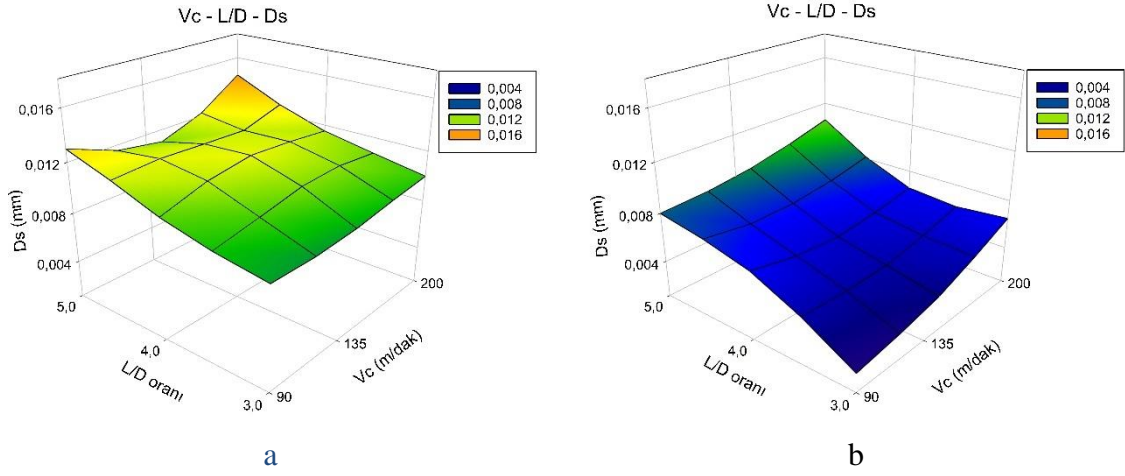 Vc - L/D - Ds
0,016
0,012
0,008
0,004
Ds (mm)
5,0
4,0
3,0
L/D oranı
90
135
200
Vc (m/dak)
0,004
0,008
0,012
0,016
a
Vc - L/D - Ds
0,016
0,012
0,008
0,004
Ds (mm)
5,0
4,0
3,0
L/D oranı
90
135
200
Vc (m/dak)
0,004
0,008
0,012
0,016
b